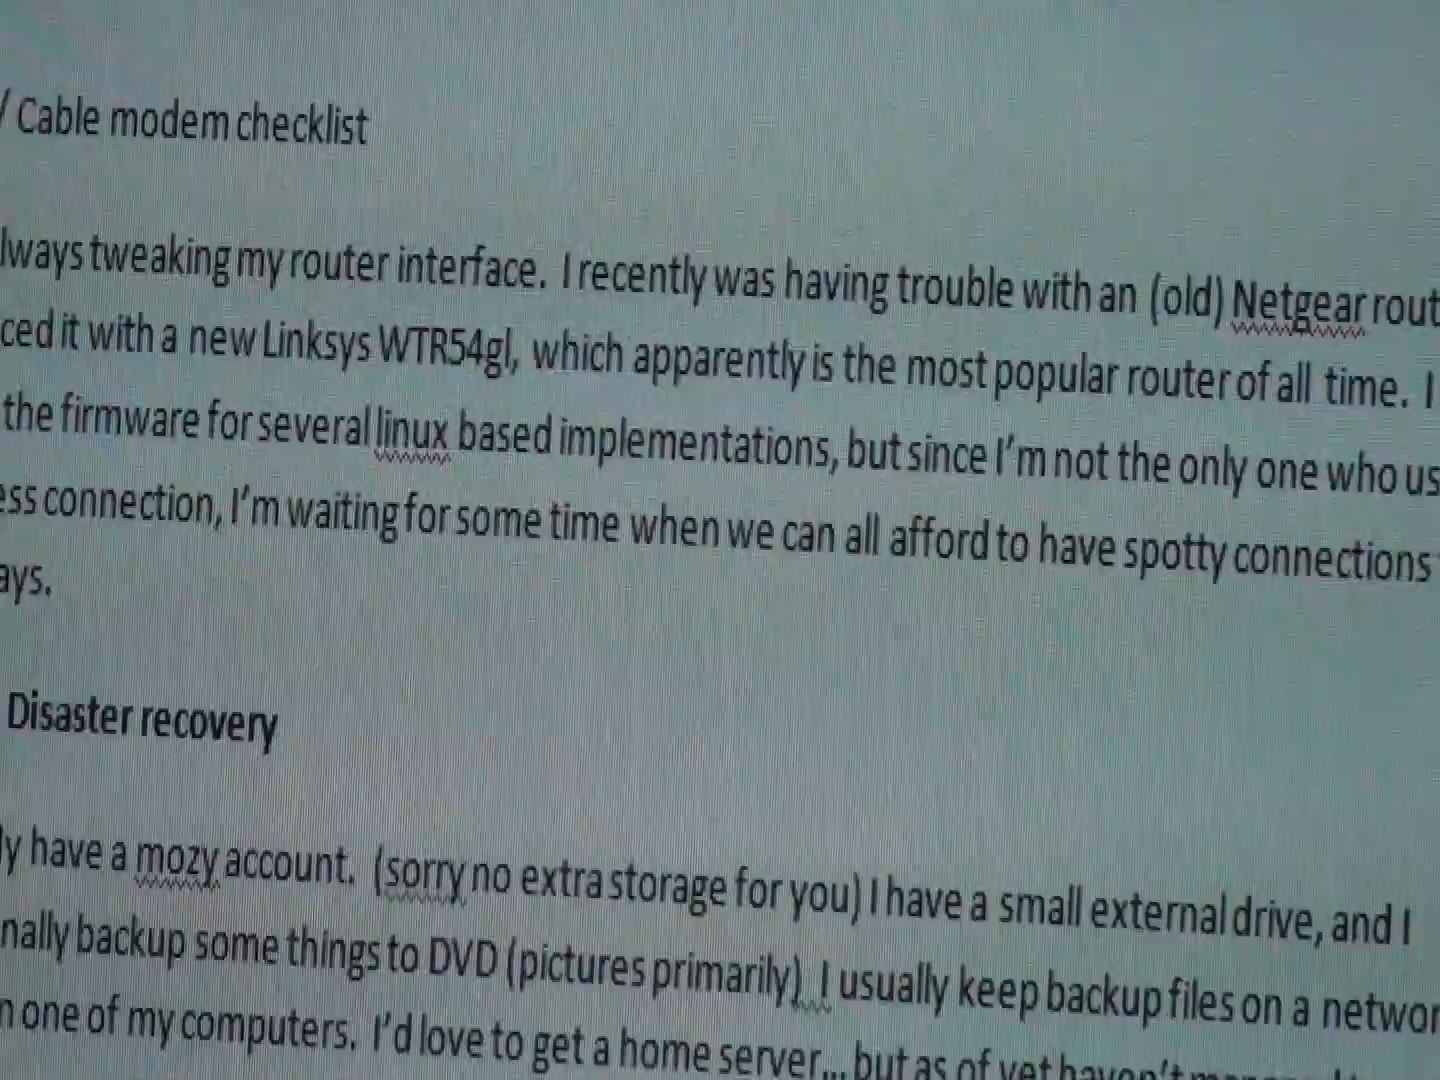 / Cable modem checklist
lways tweaking my router interface. I recently was having trouble with an (old) Netgear rout
ced it with a new Linksys WTR54gl, which apparently is the most popular router of all time. I
the firmware for several linux based implementations, but since I'm not the only one who us
ess connection, I'm waiting for some time when we can all afford to have spotty connections
ays.
Disaster recovery
ly have a mozy account. (sorry no extra storage for you) I have a small external drive, and I
nally backup some things to DVD (pictures primarily) I usually keep backup files on a networ
n one of my computers. I'd love to get a home server... but as of yet haven't